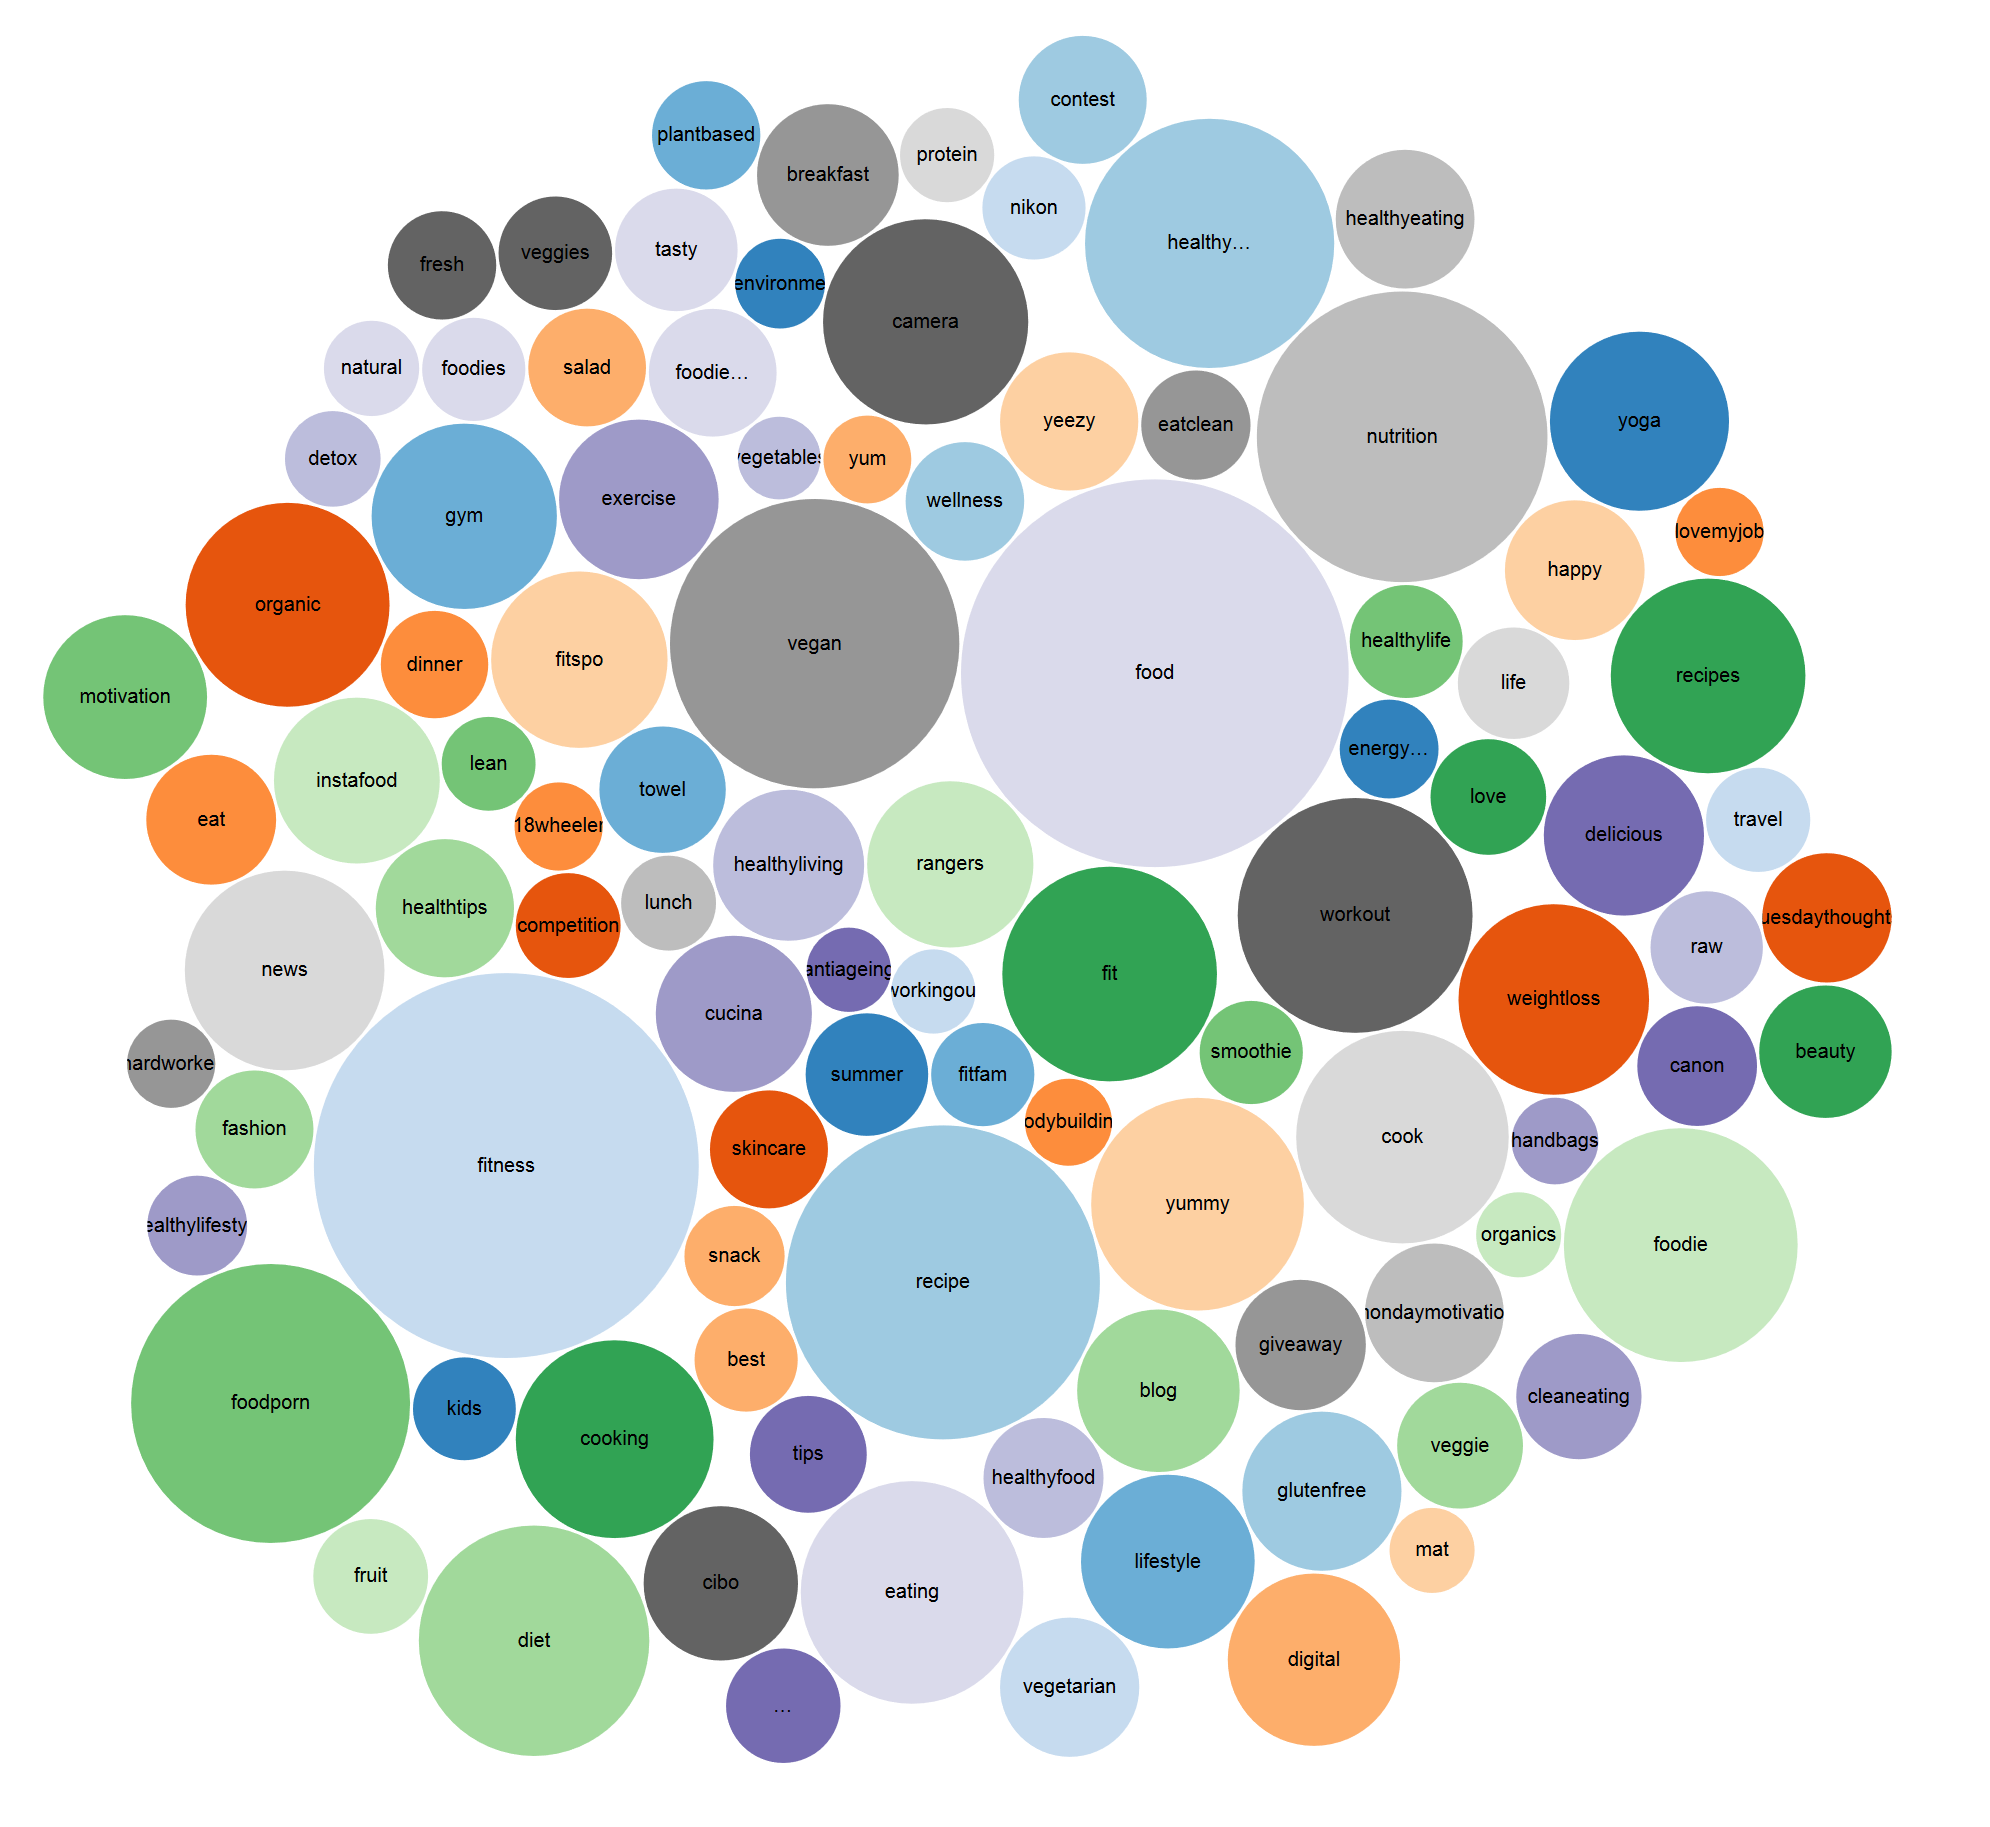 contest
plantbased
breakfast
protein
nikon
healthy…
healthyeating
fresh
veggies
tasty
environme
camera
natural
foodies
salad
foodie…
yeezy
eatclean
nutrition
yoga
detox
gym
exercise
vegetables
yum
wellness
lovemyjob
organic
happy
motivation
dinner
fitspo
vegan
food
healthylife
life
recipes
instafood
lean
towel
energy…
love
delicious
travel
eat
18wheeler
healthyliving
rangers
healthtips
competition
lunch
workout
uesdaythought
news
antiageing
workingou
fit
weightloss
raw
cucina
hardworke
summer
fitfam
smoothie
canon
beauty
fashion
fitness
skincare
odybuildin
cook
handbags
ealthylifesty
snack
recipe
yummy
organics
foodie
foodporn
kids
cooking
best
blog
giveaway
mondaymotivatio
cleaneating
tips
healthyfood
glutenfree
veggie
fruit
diet
cibo
eating
lifestyle
mat
…
vegetarian
digital